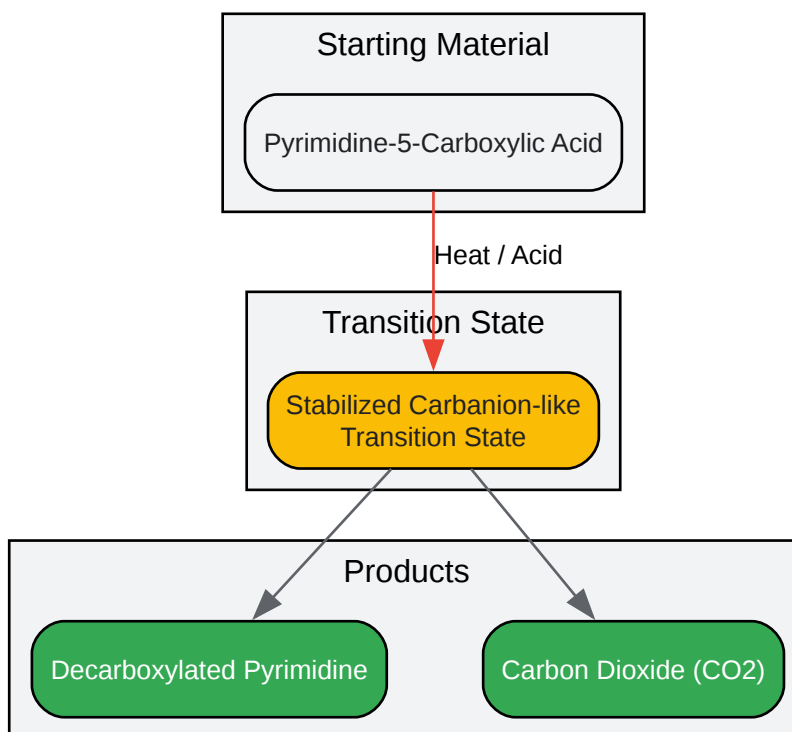 Starting Material
Pyrimidine-5-Carboxylic Acid
Heat / Acid
Transition State
Stabilized Carbanion-like
Transition State
Products
Decarboxylated Pyrimidine
Carbon Dioxide (CO2)